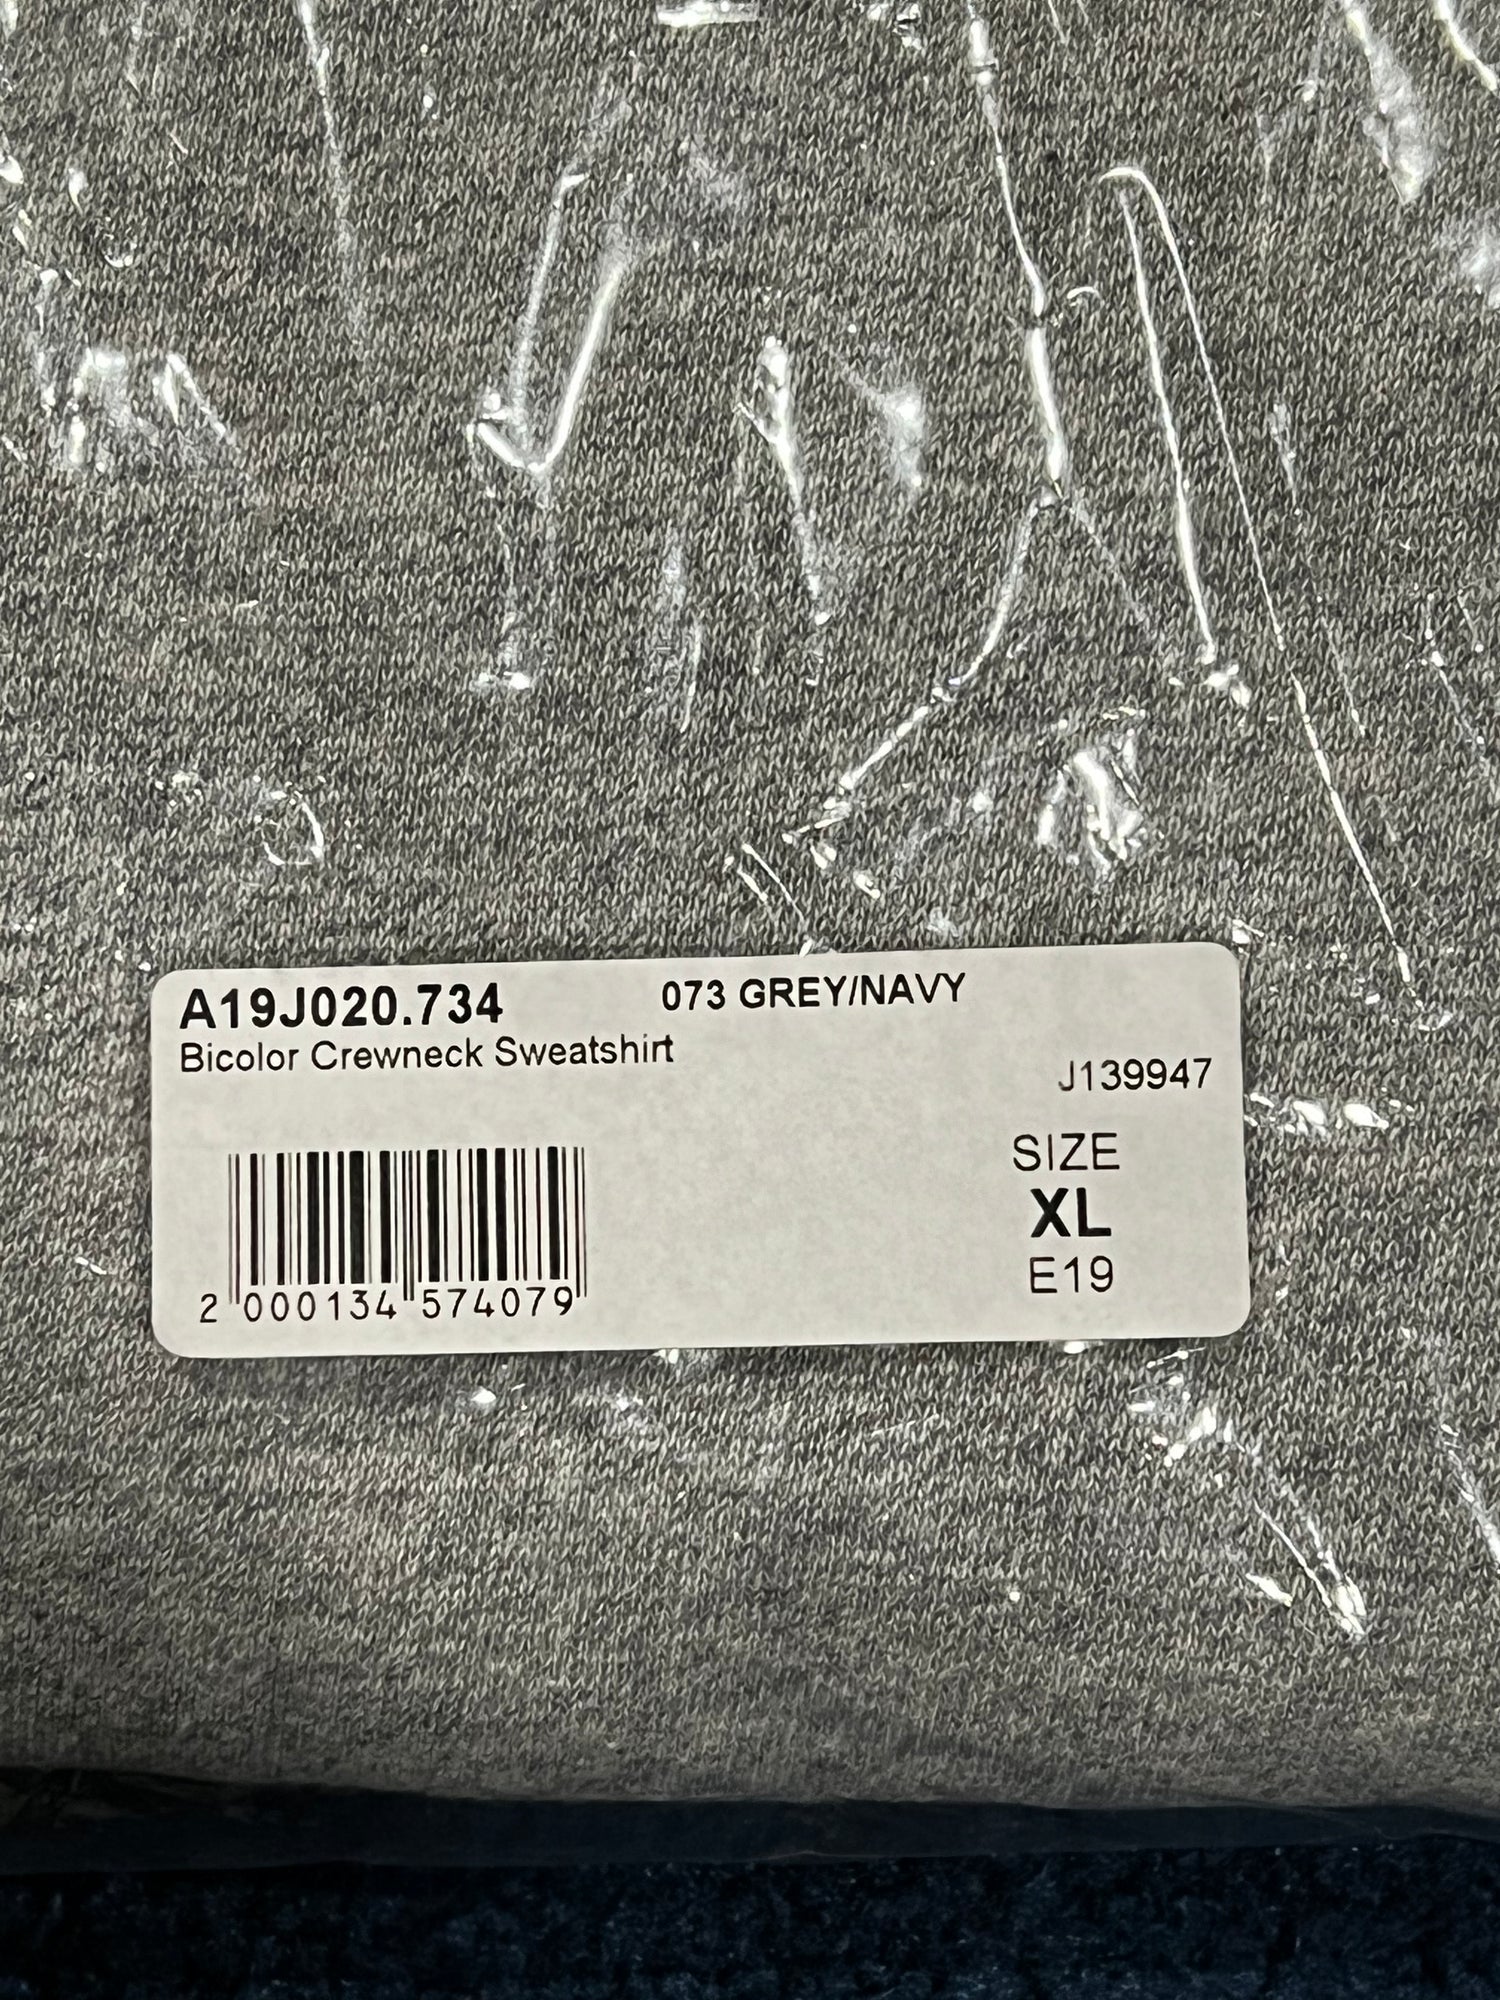 A19J020.734 073 GREY/NAVY
Bicolor Crewneck Sweatshirt
J139947
SIZE
XL
E19
2 000134 574079